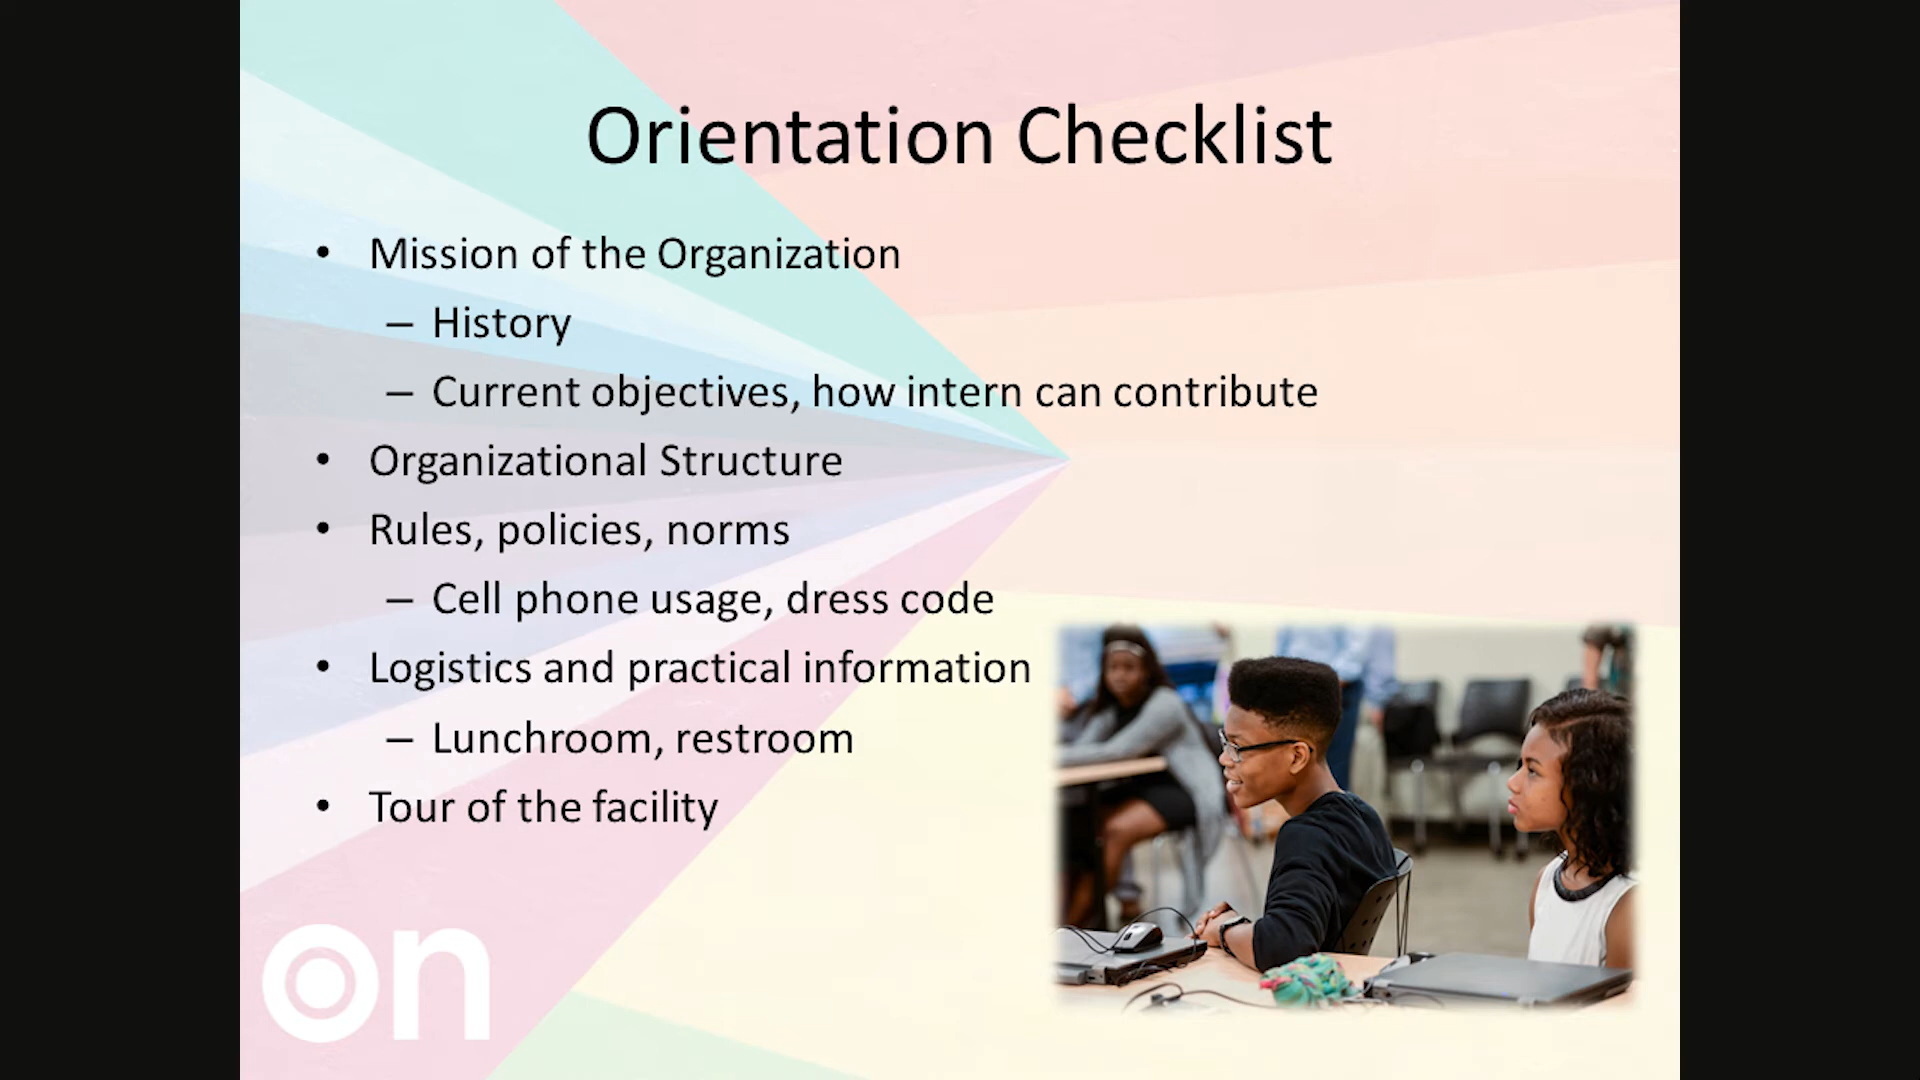 Orientation Checklist
• Mission of the Organization
– History
– Current objectives, how intern can contribute
• Organizational Structure
• Rules, policies, norms
– Cell phone usage, dress code
• Logistics and practical information
– Lunchroom, restroom
• Tour of the facility
on